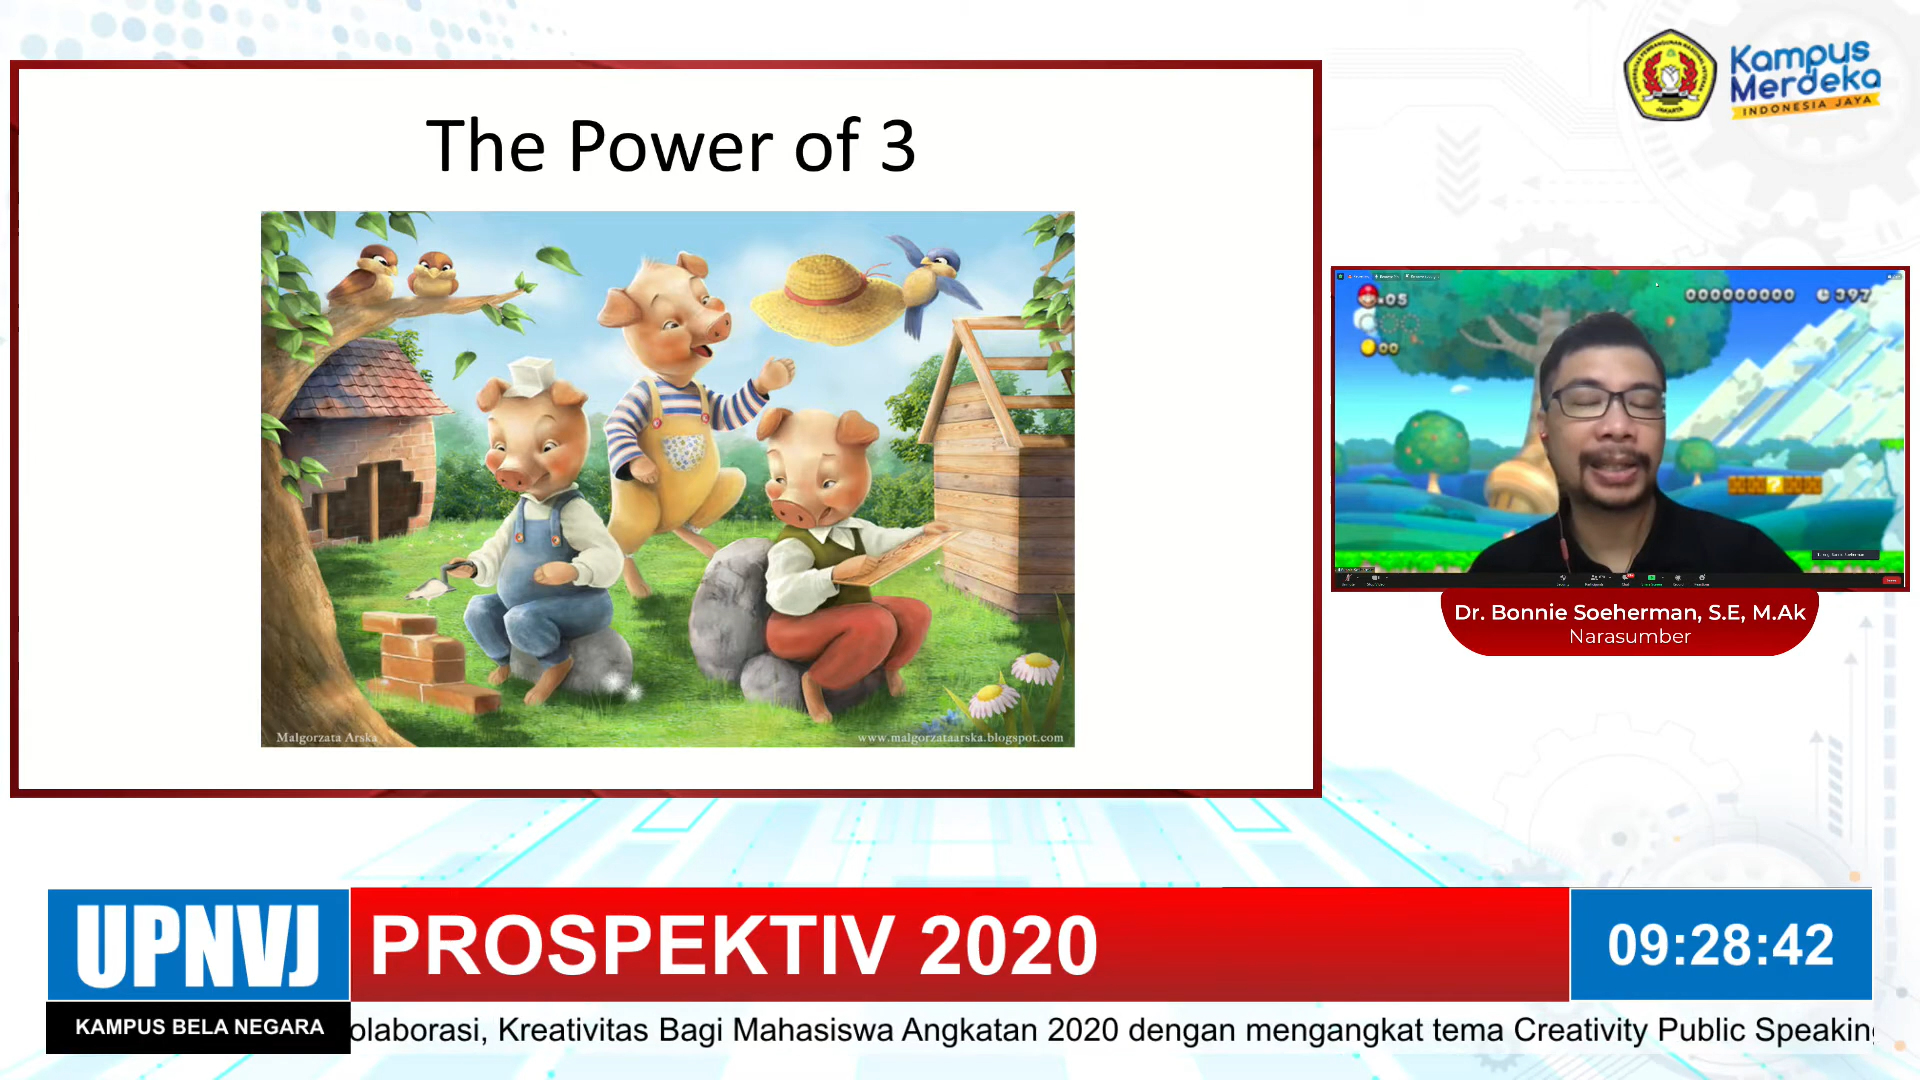 The Power of 3
Malgorzata Arska
www.malgorzataarska.blogspot.com
Kampus
Merdeka
INDONESIA JAYA
JAKARTA
05
00
000000000
397
Dr. Bonnie Soeherman, S.E, M.Ak
Narasumber
UPNVJ
PROSPEKTIV 2020
09:28:42
KAMPUS BELA NEGARA
olaborasi, Kreativitas Bagi Mahasiswa Angkatan 2020 dengan mengangkat tema Creativity Public Speaking